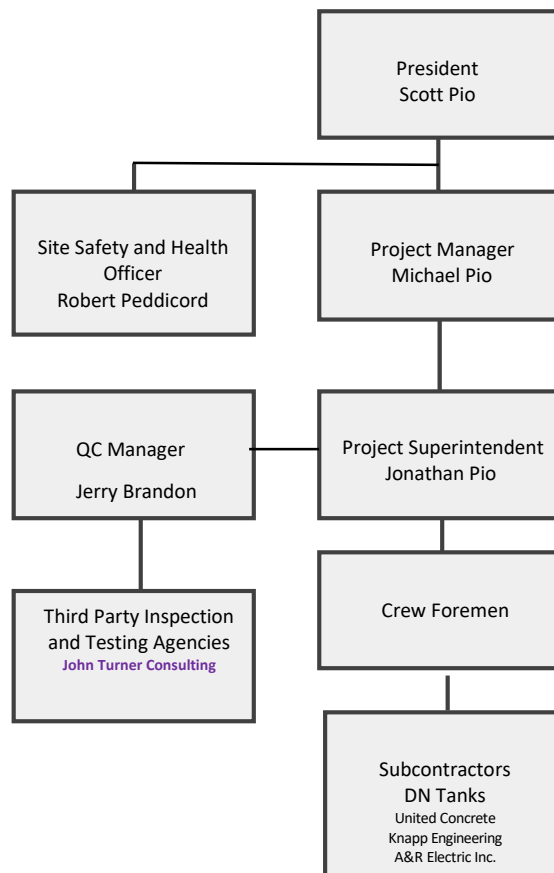 President
Scott Pio
Site Safety and Health
Officer
Robert Peddicord
Project Manager
Michael Pio
QC Manager
Jerry Brandon
Project Superintendent
Jonathan Pio
Third Party Inspection
and Testing Agencies
John Turner Consulting
Crew Foremen
Subcontractors
DN Tanks
United Concrete
Knapp Engineering
A&R Electric Inc.